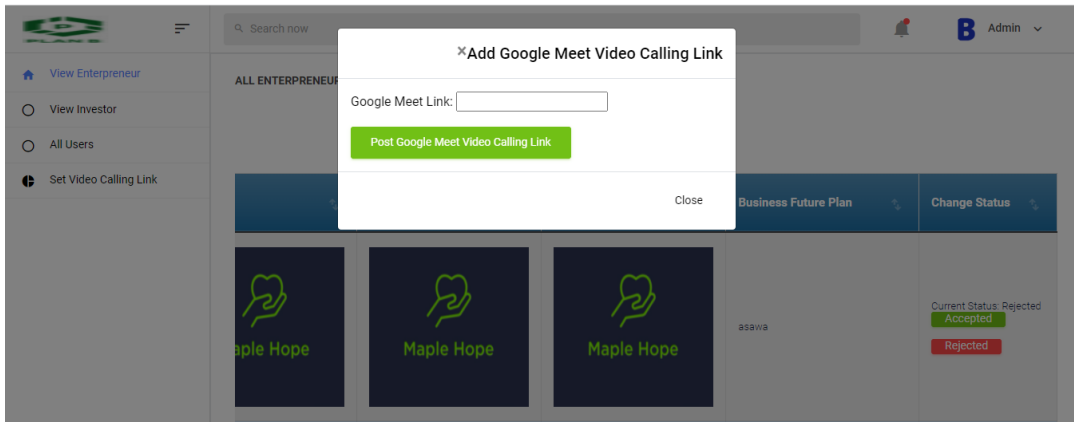 PLAN B
Search now
B
Admin
×Add Google Meet Video Calling Link
View Enterpreneur
ALL ENTERPRENEUR
Google Meet Link:
View Investor
Post Google Meet Video Calling Link
All Users
Set Video Calling Link
Close
Business Future Plan
Change Status
aple Hope
Maple Hope
Maple Hope
asawa
Current Status: Rejected
Accepted
Rejected